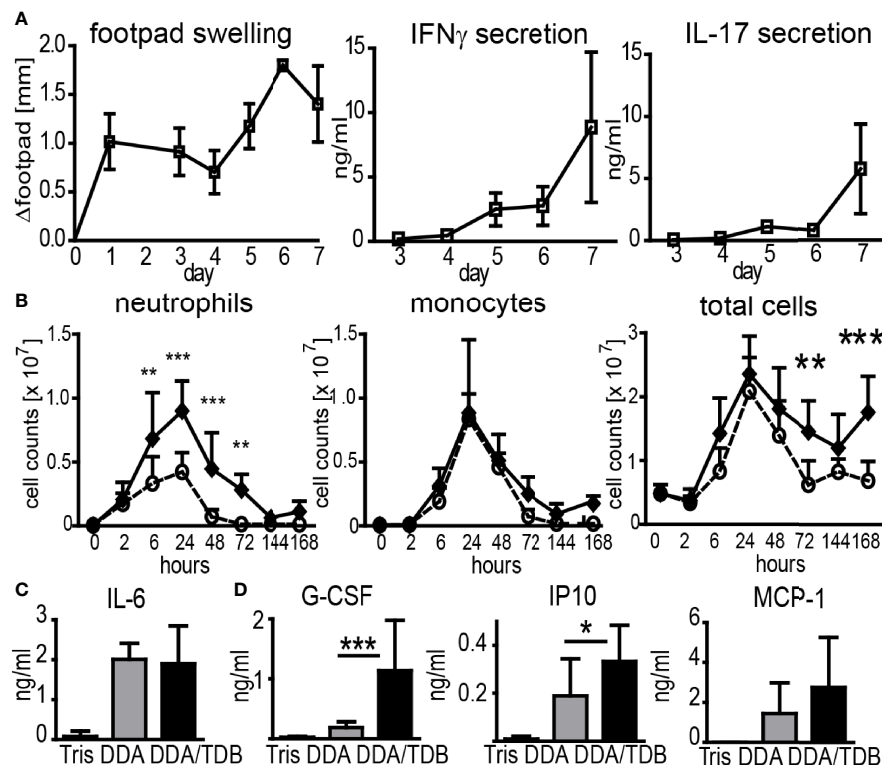 A
footpad swelling
IFNγ secretion
IL-17 secretion
Δfootpad [mm]
2.0
1.5
1.0
0.5
0.0
0 1 2 3 4 5 6 7
day
ng/ml
15
10
5
0
3 4 5 6 7
day
ng/ml
15
10
5
0
3 4 5 6 7
day
B
neutrophils
monocytes
total cells
cell counts [x 10⁷]
1.5
1.0
0.5
0
** *** *** **
0 2 6 24 48 72 144 168
hours
cell counts [x 10⁷]
1.5
1.0
0.5
0
0 2 6 24 48 72 144 168
hours
cell counts [x 10⁷]
3
2
1
0
** ***
0 2 6 24 48 72 144 168
hours
C
IL-6
ng/ml
3
2
1
0
Tris DDA DDA/TDB
D
G-CSF
ng/ml
2
1
***
Tris DDA DDA/TDB
IP10
ng/ml
0.4
0.2
*
Tris DDA DDA/TDB
MCP-1
ng/ml
6
4
2
0
Tris DDA DDA/TDB